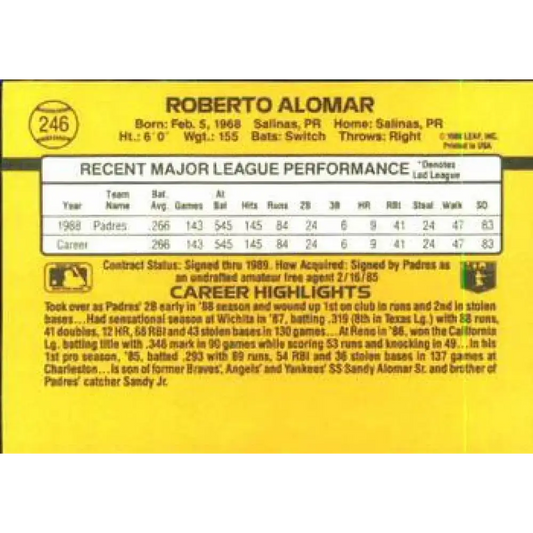 246
ROBERTO ALOMAR
Born: Feb. 5, 1968 Salinas, PR Home: Salinas, PR
Ht.: 6'0" Wgt.: 155 Bats: Switch Throws: Right
© 1988 LEAF, INC.
Printed in USA
RECENT MAJOR LEAGUE PERFORMANCE *Denotes
Led League
Year Team Name Bat. Avg. Games At Bat Hits Runs 2B 3B HR RBI Steal Walk SO
1988 Padres .266 143 545 145 84 24 6 9 41 24 47 83
Career .266 143 545 145 84 24 6 9 41 24 47 83
Contract Status: Signed thru 1989. How Acquired: Signed by Padres as
an undrafted amateur free agent 2/16/85
CAREER HIGHLIGHTS
Took over as Padres' 2B early in '88 season and wound up 1st on club in runs and 2nd in stolen
bases...Had sensational season at Wichita in '87, batting .319 (8th in Texas Lg.) with 88 runs,
41 doubles, 12 HR, 68 RBI and 43 stolen bases in 130 games...At Reno in '86, won the California
Lg. batting title with .346 mark in 90 games while scoring 53 runs and knocking in 49...In his
1st pro season, '85, batted .293 with 89 runs, 54 RBI and 36 stolen bases in 137 games at
Charleston...Is son of former Braves', Angels' and Yankees' SS Sandy Alomar Sr. and brother of
Padres' catcher Sandy Jr.